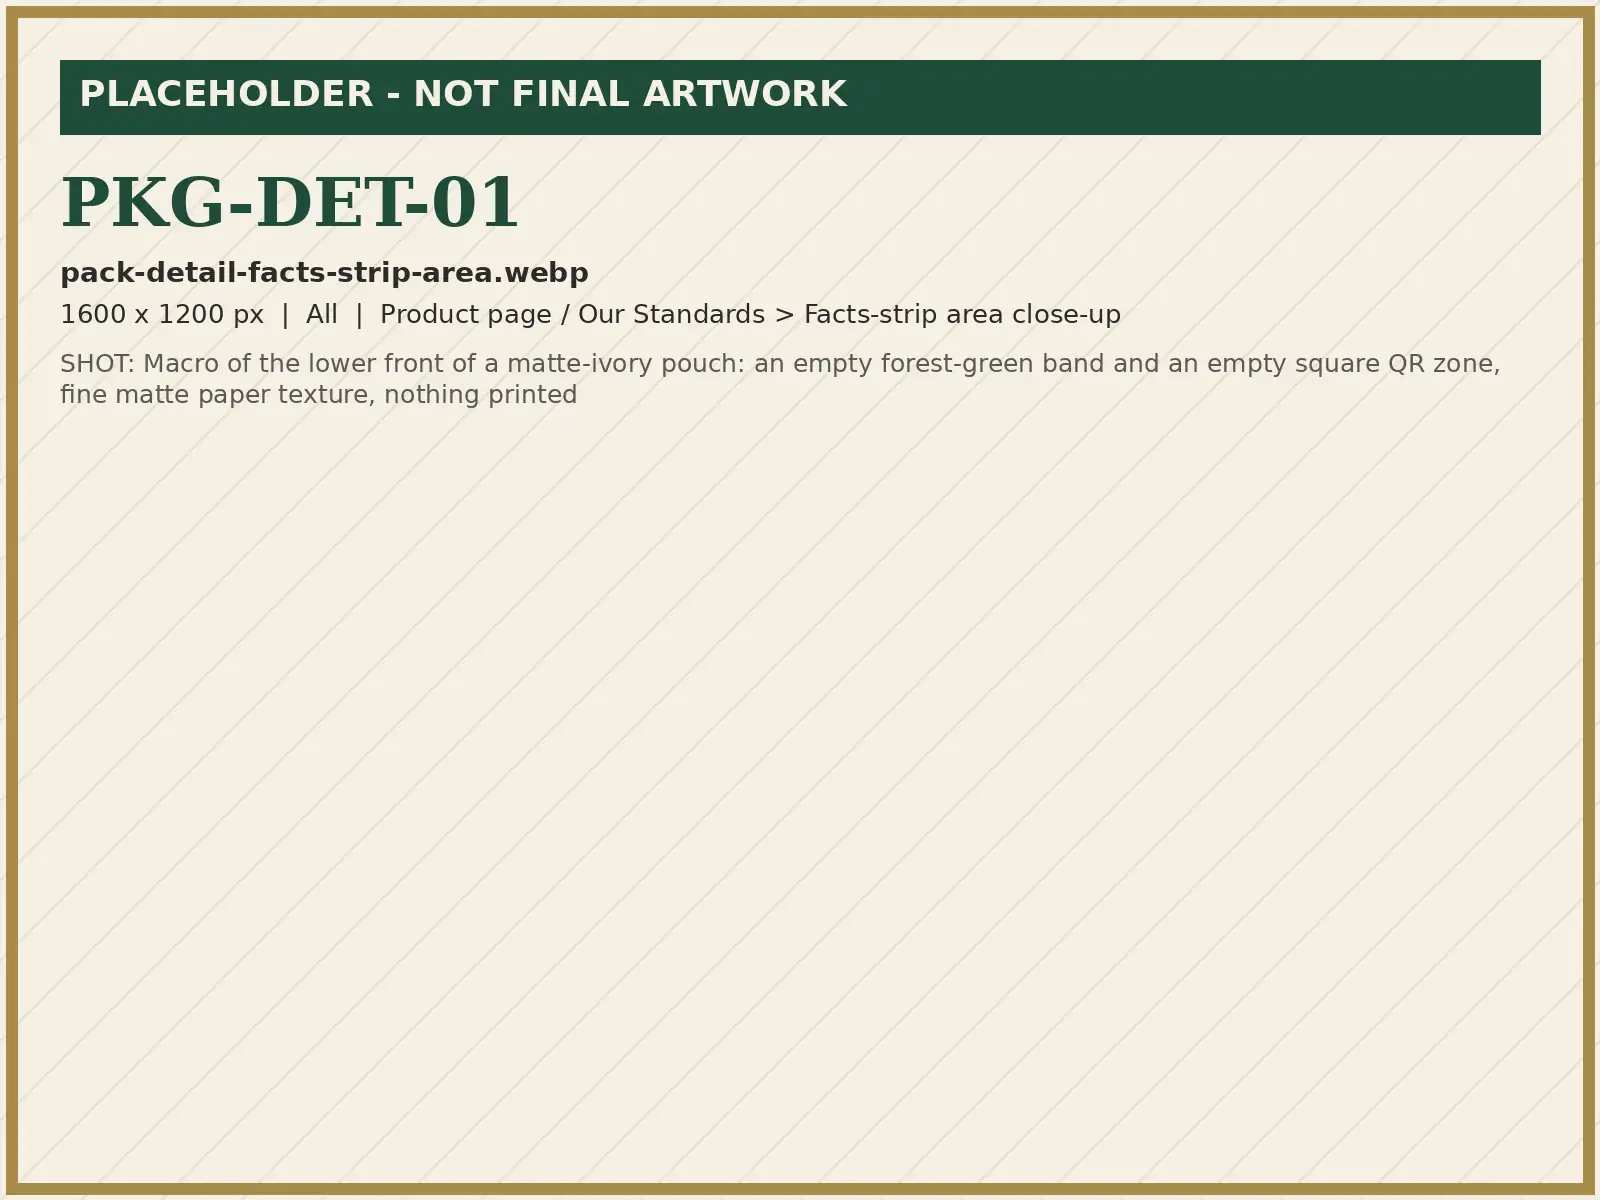 PLACEHOLDER - NOT FINAL ARTWORK
PKG-DET-01
pack-detail-facts-strip-area.webp
1600 x 1200 px | All | Product page / Our Standards > Facts-strip area close-up
SHOT: Macro of the lower front of a matte-ivory pouch: an empty forest-green band and an empty square QR zone,
fine matte paper texture, nothing printed